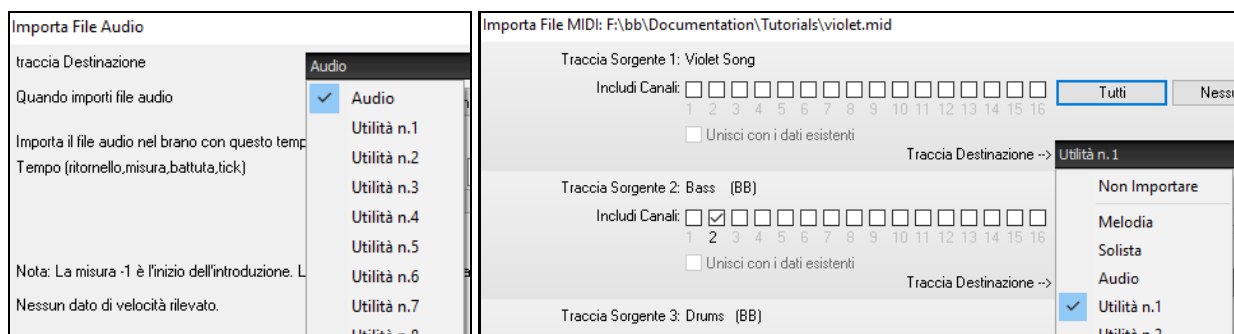 Importa File Audio
traccia Destinazione
Audio
Quando importi file audio
Audio
Utilità n.1
Importa il file audio nel brano con questo temp
Utilità n.2
Tempo (ritornello,misura,battuta,tick)
Utilità n.3
Utilità n.4
Utilità n.5
Nota: La misura -1 è l'inizio dell'introduzione. L
Utilità n.6
Nessun dato di velocità rilevato.
Utilità n.7
Utilità n.8
Importa File MIDI: F:\bb\Documentation\Tutorials\violet.mid
Traccia Sorgente 1: Violet Song
Includi Canali:
Tutti
Ness
1 2 3 4 5 6 7 8 9 10 11 12 13 14 15 16
Unisci con i dati esistenti
Traccia Destinazione --> Utilità n.1
Non Importare
Traccia Sorgente 2: Bass (BB)
Includi Canali:
Melodia
1 2 3 4 5 6 7 8 9 10 11 12 13 14 15 16
Solista
Unisci con i dati esistenti
Audio
Traccia Destinazione -->
Utilità n.1
Traccia Sorgente 3: Drums (BB)
Utilità n.2